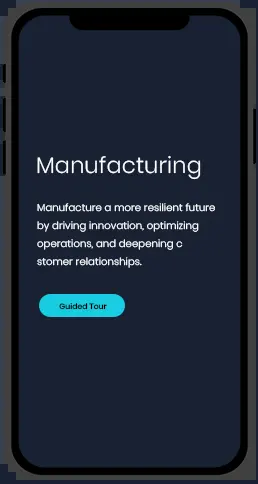 Manufacturing
Manufacture a more resilient future
by driving innovation, optimizing
operations, and deepening c
stomer relationships.
Guided Tour